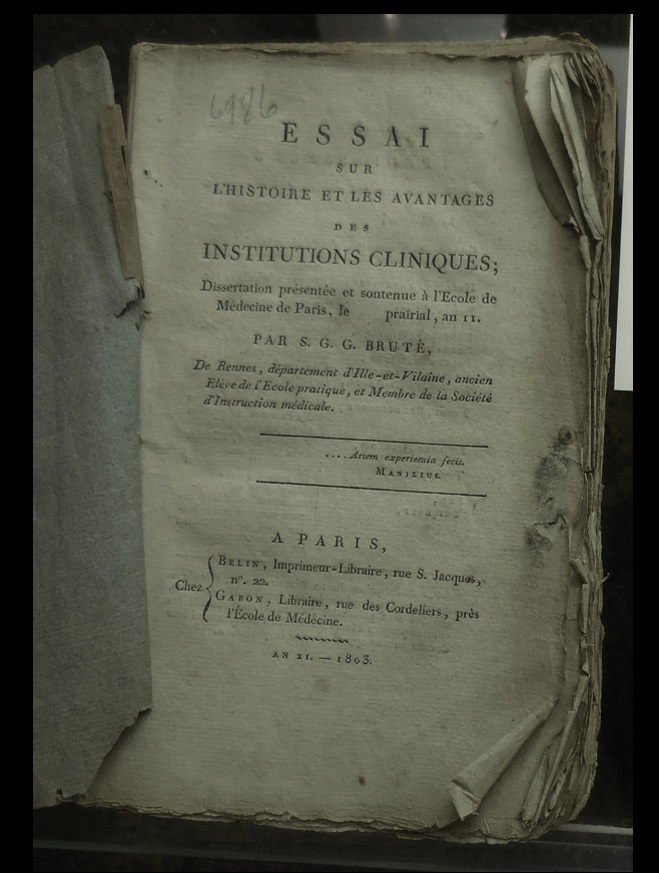 6986
ESSAI
SUR
L'HISTOIRE ET LES AVANTAGES
DES
INSTITUTIONS CLINIQUES;
Dissertation présentée et soutenue à l'Ecole de
Médecine de Paris, le prairial, an 11.
PAR S. G. G. BRUTÉ,
De Rennes, département d'Ille-et-Vilaine, ancien
Elève de l'Ecole pratique, et Membre de la Société
d'Instruction médicale.
....Artem experiencia fecit.
MANILIUS.
A PARIS,
Chez
BELIN, Imprimeur-Libraire, rue S. Jacques,
n°. 22.
GABON, Libraire, rue des Cordeliers, près
l'École de Médecine.
AN XI. — 1803.